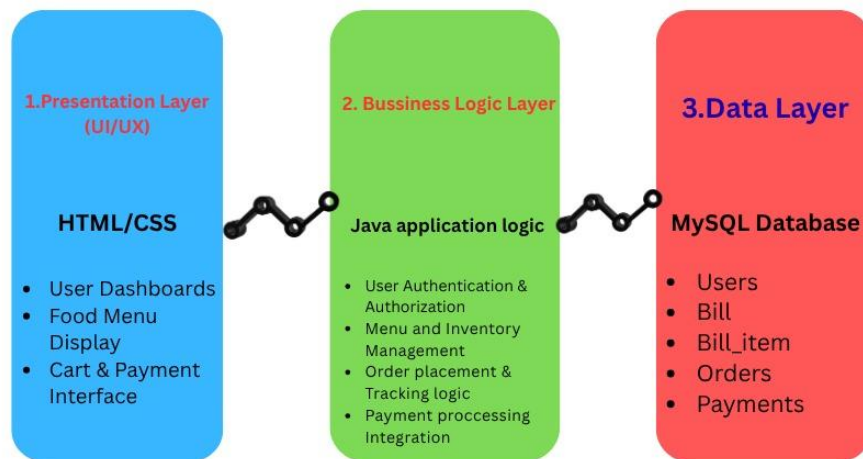 1.Presentation Layer
(UI/UX)
HTML/CSS
• User Dashboards
• Food Menu
Display
• Cart & Payment
Interface
2. Bussiness Logic Layer
Java application logic
• User Authentication &
Authorization
• Menu and Inventory
Management
• Order placement &
Tracking logic
• Payment proccessing
Integration
3.Data Layer
MySQL Database
• Users
• Bill
• Bill_item
• Orders
• Payments